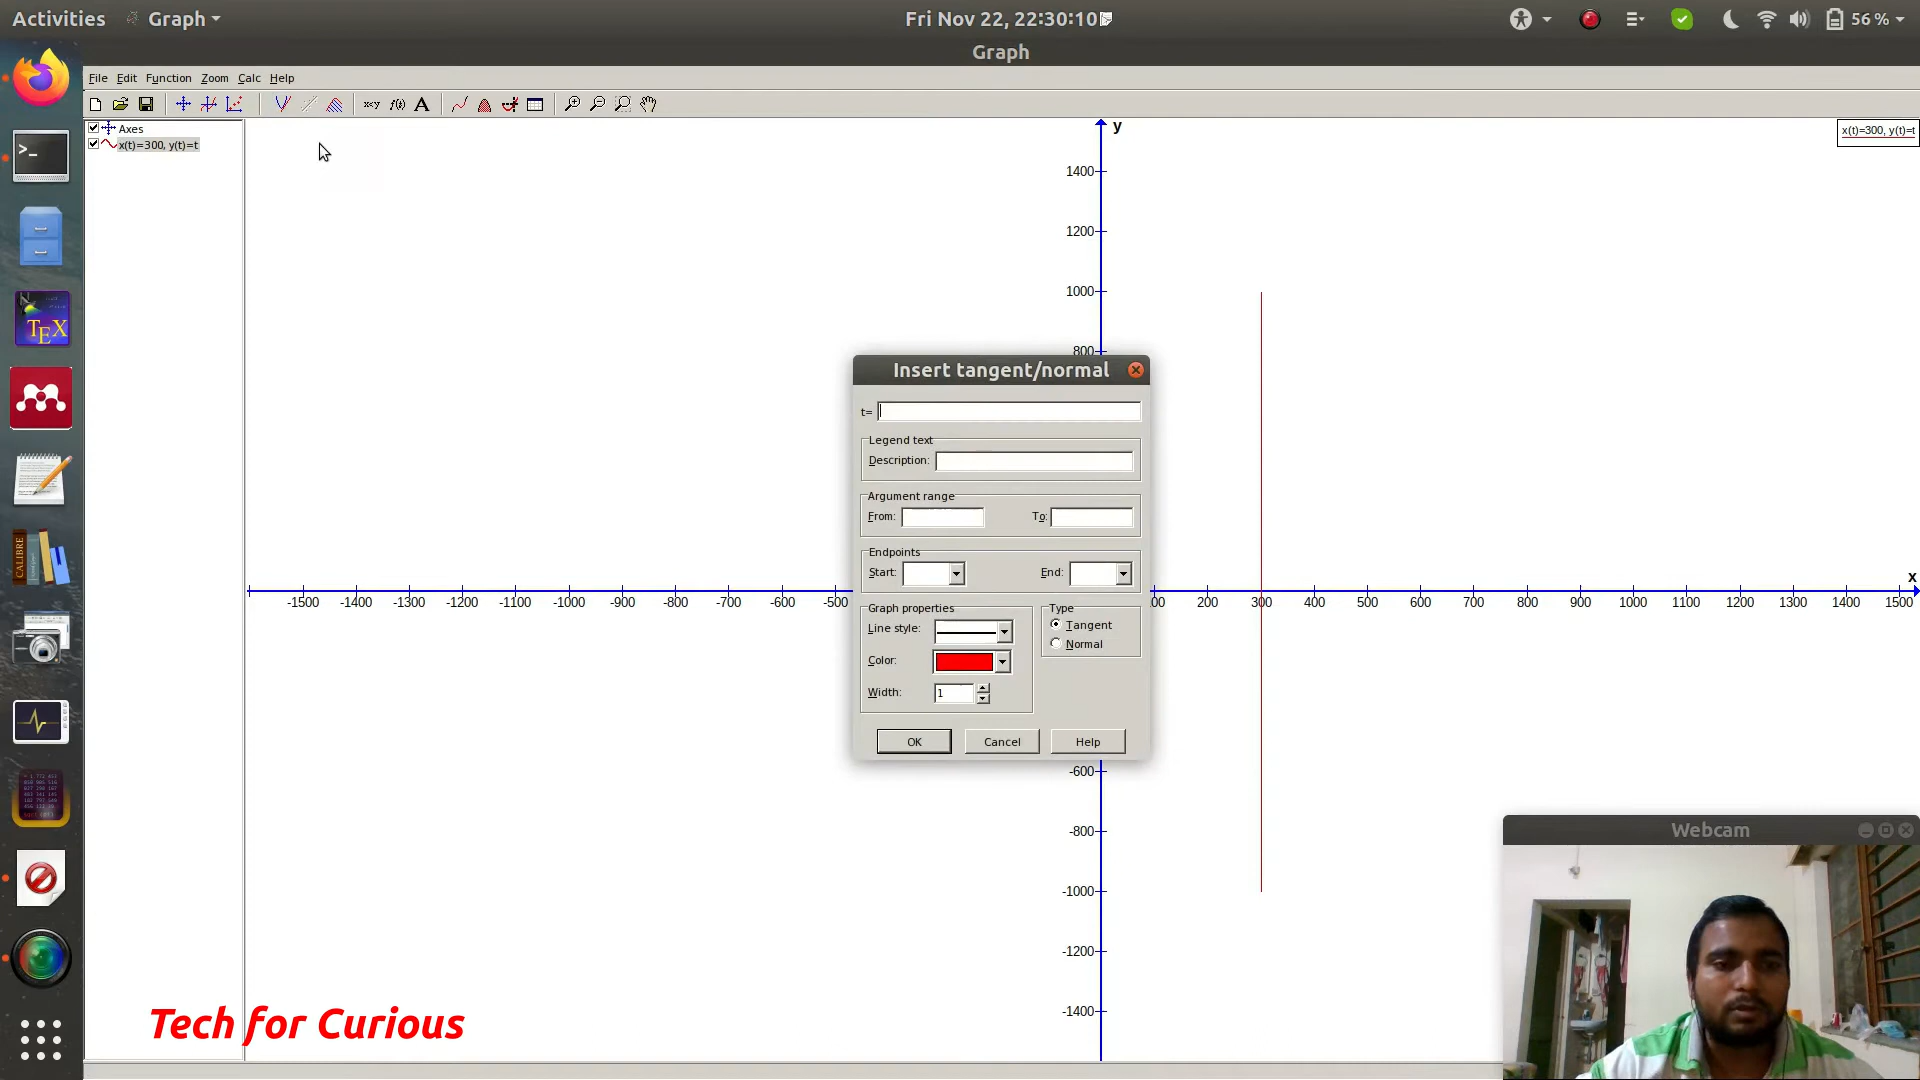 Activities Graph Fri Nov 22, 22:30:10 56 %
Graph
File Edit Function Zoom Calc Help
Axes
x(t)=300, y(t)=t
x(t)=300, y(t)=t
y
1400
1200
1000
800
Insert tangent/normal
t=
Legend text
Description:
Argument range
From: To:
Endpoints
Start: End:
Graph properties
Line style:
Color:
Width: 1
Type
Tangent
Normal
OK Cancel Help
x
-1500 -1400 -1300 -1200 -1100 -1000 -900 -800 -700 -600 -500 00 200 300 400 500 600 700 800 900 1000 1100 1200 1300 1400 1500
-600
-800
-1000
-1200
-1400
TEX
CALIBRE
Webcam
Tech for Curious